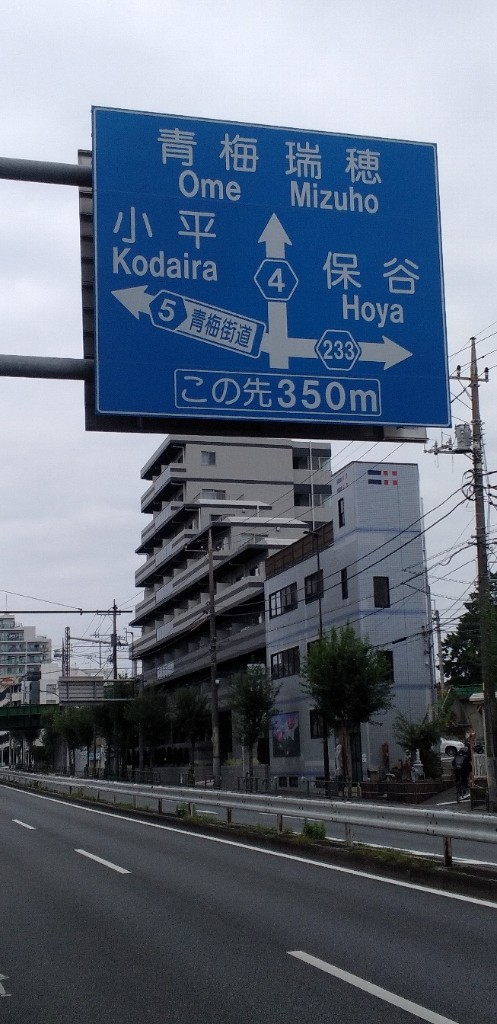 青梅 瑞穂
Ome Mizuho
小平
Kodaira
4
保谷
Hoya
5 青梅街道
233
この先350m